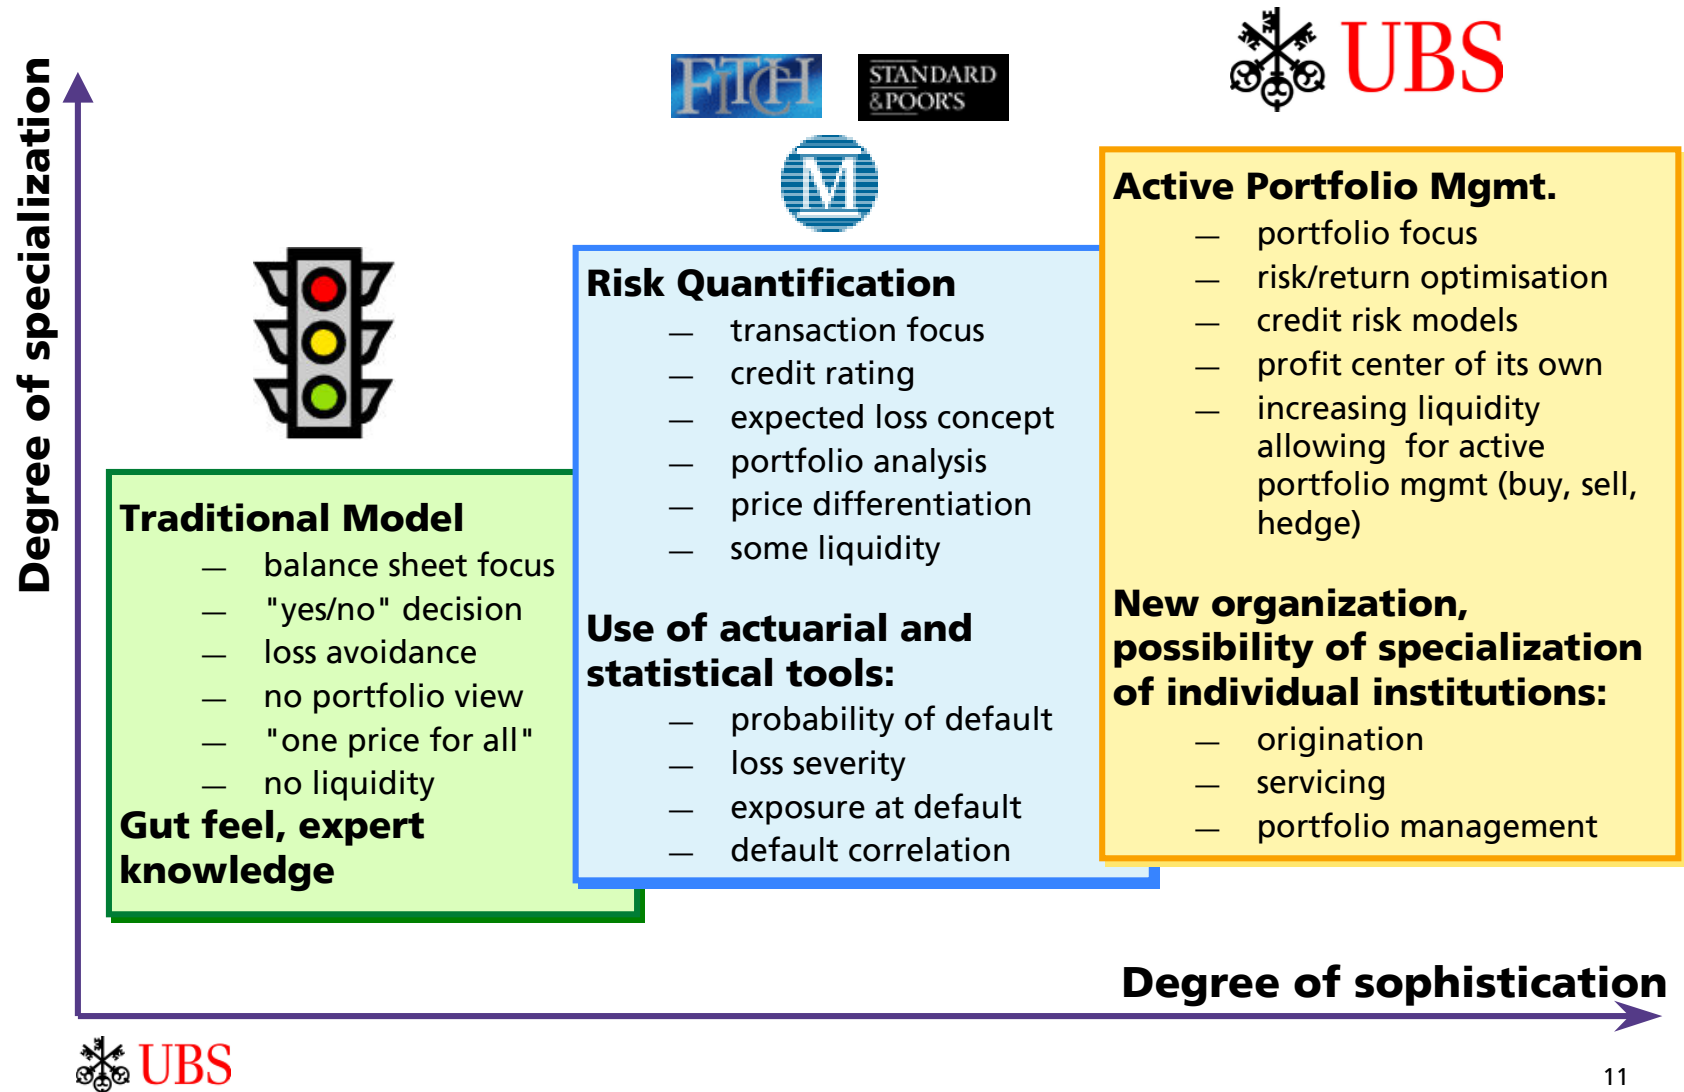 Degree of specialization
FITCH
STANDARD
&POOR'S
M
UBS
Traditional Model
— balance sheet focus
— "yes/no" decision
— loss avoidance
— no portfolio view
— "one price for all"
— no liquidity
Gut feel, expert
knowledge
Risk Quantification
— transaction focus
— credit rating
— expected loss concept
— portfolio analysis
— price differentiation
— some liquidity
Use of actuarial and
statistical tools:
— probability of default
— loss severity
— exposure at default
— default correlation
Active Portfolio Mgmt.
— portfolio focus
— risk/return optimisation
— credit risk models
— profit center of its own
— increasing liquidity
allowing for active
portfolio mgmt (buy, sell,
hedge)
New organization,
possibility of specialization
of individual institutions:
— origination
— servicing
— portfolio management
Degree of sophistication
UBS
11